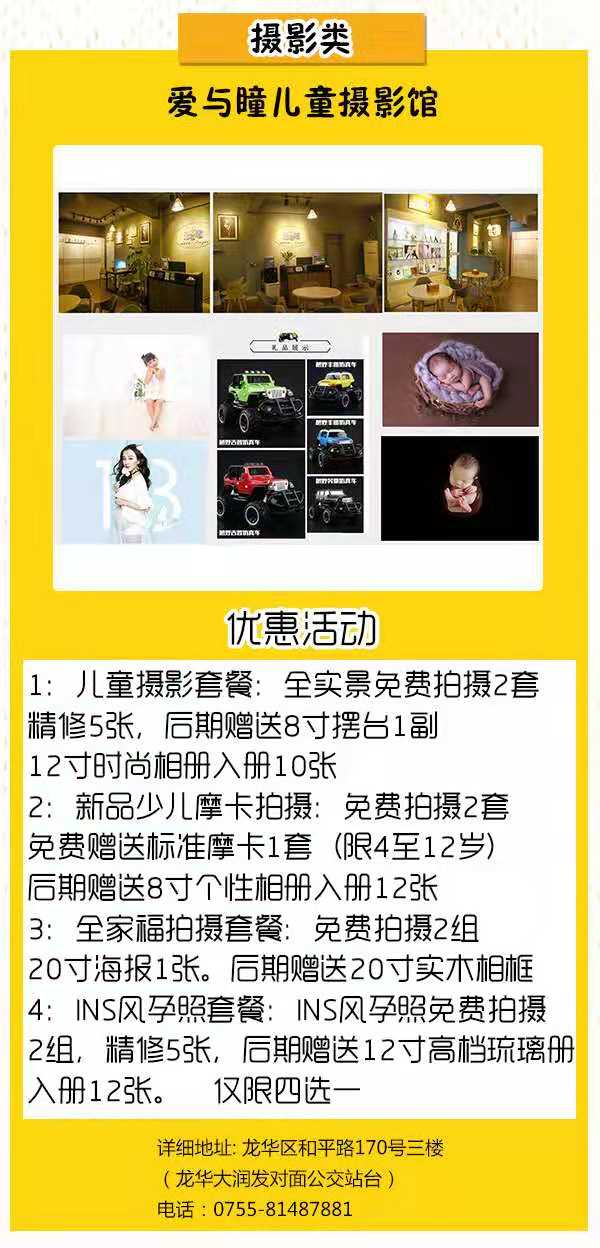 摄影类
爱与瞳儿童摄影馆
礼品展示
13
优惠活动
1：儿童摄影套餐：全实景免费拍摄2套
精修5张，后期赠送8寸摆台1副
12寸时尚相册入册10张
2：新品少儿摩卡拍摄：免费拍摄2套
免费赠送标准摩卡1套（限4至12岁）
后期赠送8寸个性相册入册12张
3：全家福拍摄套餐：免费拍摄2组
20寸海报1张。后期赠送20寸实木相框
4：INS风孕照套餐：INS风孕照免费拍摄
2组，精修5张，后期赠送12寸高档琉璃册
入册12张。 仅限四选一
详细地址: 龙华区和平路170号三楼
（龙华大润发对面公交站台）
电话：0755-81487881